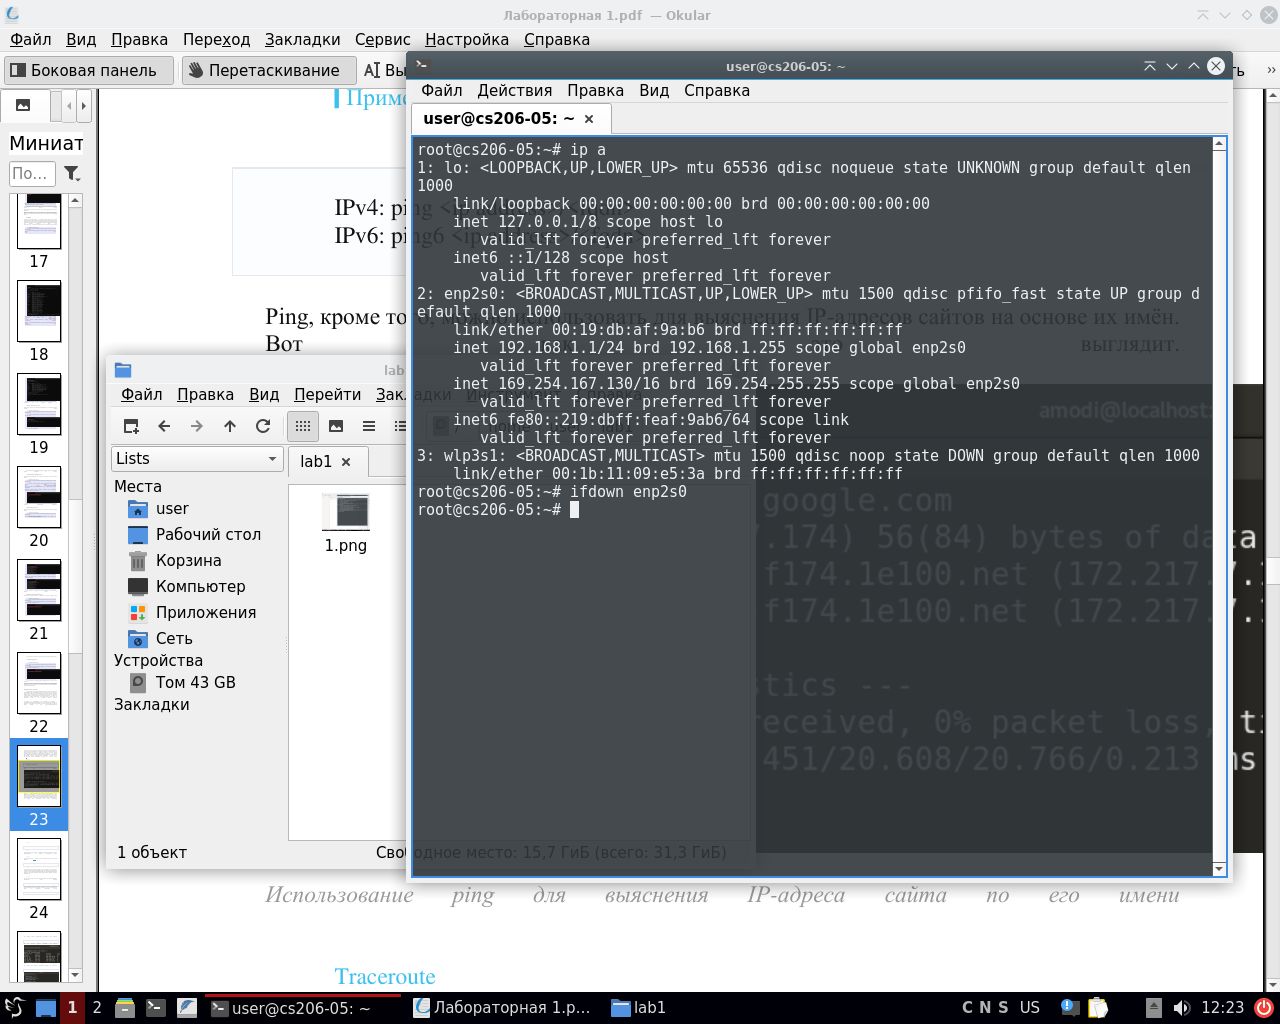 Лабораторная 1.pdf — Okular
Файл Вид Правка Переход Закладки Сервис Настройка Справка
Боковая панель Перетаскивание
Миниат
По...
17
18
19
20
21
22
23
24
IPv4: ping
IPv6: ping6
Ping, кроме того, можно использовать для выяснения IP-адресов сайтов на основе их имён.
Вот выглядит.
user@cs206-05: ~
Файл Действия Правка Вид Справка
user@cs206-05: ~
root@cs206-05:~# ip a
1: lo: <LOOPBACK,UP,LOWER_UP> mtu 65536 qdisc noqueue state UNKNOWN group default qlen
1000
link/loopback 00:00:00:00:00:00 brd 00:00:00:00:00:00
inet 127.0.0.1/8 scope host lo
valid_lft forever preferred_lft forever
inet6 ::1/128 scope host
valid_lft forever preferred_lft forever
2: enp2s0: <BROADCAST,MULTICAST,UP,LOWER_UP> mtu 1500 qdisc pfifo_fast state UP group d
efault qlen 1000
link/ether 00:19:db:af:9a:b6 brd ff:ff:ff:ff:ff:ff
inet 192.168.1.1/24 brd 192.168.1.255 scope global enp2s0
valid_lft forever preferred_lft forever
inet 169.254.167.130/16 brd 169.254.255.255 scope global enp2s0
valid_lft forever preferred_lft forever
inet6 fe80::219:dbff:feaf:9ab6/64 scope link
valid_lft forever preferred_lft forever
3: wlp3s1: <BROADCAST,MULTICAST> mtu 1500 qdisc noop state DOWN group default qlen 1000
link/ether 00:1b:11:09:e5:3a brd ff:ff:ff:ff:ff:ff
root@cs206-05:~# ifdown enp2s0
root@cs206-05:~#
amodi@localhost:
google.com
.174) 56(84) bytes of data
f174.1e100.net (172.217.
f174.1e100.net (172.217.
stics ---
received, 0% packet loss,
451/20.608/20.766/0.213 ms
Файл Правка Вид Перейти
Lists
lab1
Места
user
Рабочий стол
Корзина
Компьютер
Приложения
Сеть
Устройства
Том 43 GB
Закладки
1.png
1 объект
Свободное место: 15,7 ГиБ (всего: 31,3 ГиБ)
Использование ping для выяснения IP-адреса сайта по его имени
Traceroute
1 2 user@cs206-05: ~ Лабораторная 1.p... lab1 C N S US 12:23